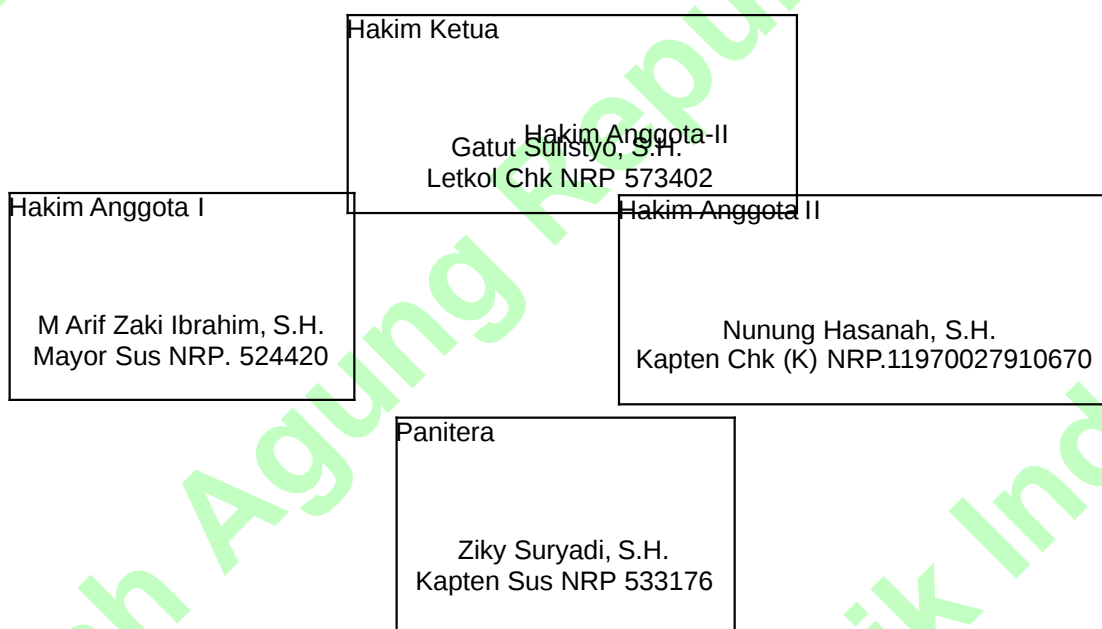 Hakim Ketua
Hakim Anggota-II
Gatut Sulistyo, S.H.
Letkol Chk NRP 573402
Hakim Anggota I
Hakim Anggota II
M Arif Zaki Ibrahim, S.H.
Mayor Sus NRP. 524420
Nunung Hasanah, S.H.
Kapten Chk (K) NRP.11970027910670
Panitera
Ziky Suryadi, S.H.
Kapten Sus NRP 533176
Agung